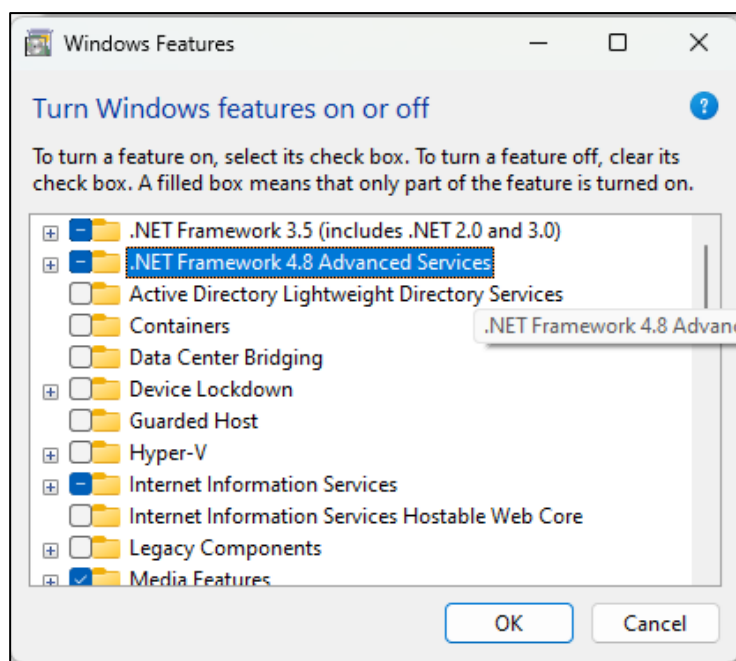 Windows Features
Turn Windows features on or off
To turn a feature on, select its check box. To turn a feature off, clear its
check box. A filled box means that only part of the feature is turned on.
.NET Framework 3.5 (includes .NET 2.0 and 3.0)
.NET Framework 4.8 Advanced Services
Active Directory Lightweight Directory Services
Containers
.NET Framework 4.8 Advanc
Data Center Bridging
Device Lockdown
Guarded Host
Hyper-V
Internet Information Services
Internet Information Services Hostable Web Core
Legacy Components
Media Features
OK
Cancel